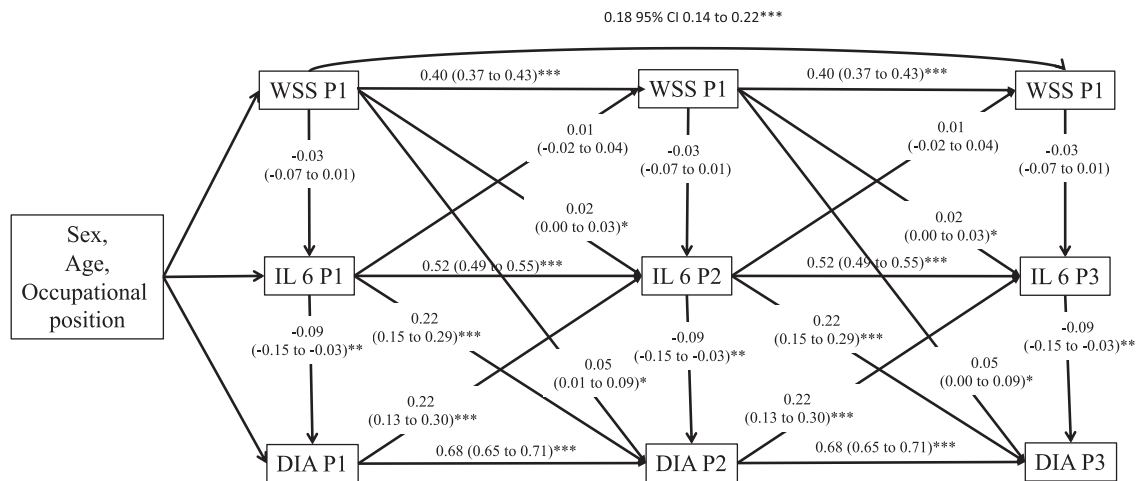 0.18 95% CI 0.14 to 0.22***
WSS P1
0.40 (0.37 to 0.43)***
WSS P1
0.40 (0.37 to 0.43)***
WSS P1
-0.03
(-0.07 to 0.01)
0.01
(-0.02 to 0.04)
-0.03
(-0.07 to 0.01)
0.01
(-0.02 to 0.04)
-0.03
(-0.07 to 0.01)
0.02
(0.00 to 0.03)*
0.02
(0.00 to 0.03)*
Sex,
Age,
Occupational
position
IL 6 P1
0.52 (0.49 to 0.55)***
IL 6 P2
0.52 (0.49 to 0.55)***
IL 6 P3
-0.09
(-0.15 to -0.03)**
0.22
(0.15 to 0.29)***
-0.09
(-0.15 to -0.03)**
0.22
(0.15 to 0.29)***
-0.09
(-0.15 to -0.03)**
0.05
(0.01 to 0.09)*
0.05
(0.00 to 0.09)*
0.22
(0.13 to 0.30)***
0.22
(0.13 to 0.30)***
DIA P1
0.68 (0.65 to 0.71)***
DIA P2
0.68 (0.65 to 0.71)***
DIA P3